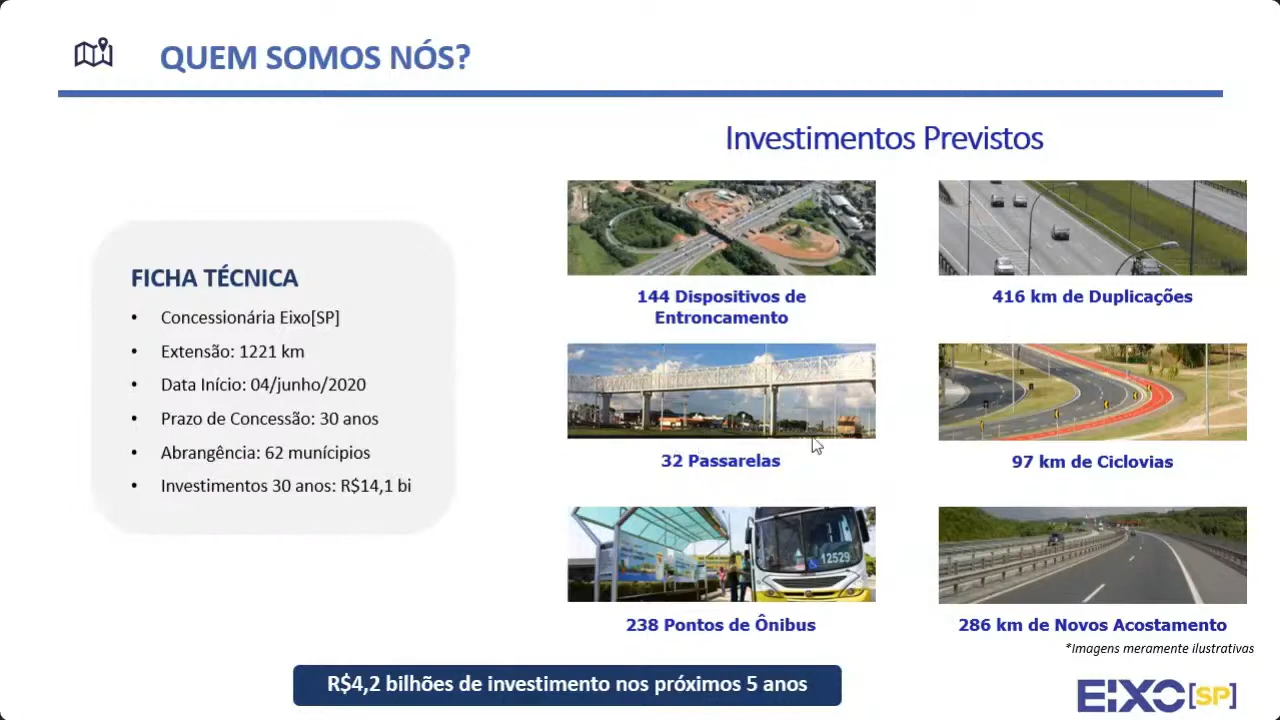 QUEM SOMOS NÓS?
Investimentos Previstos
FICHA TÉCNICA
• Concessionária Eixo[SP]
• Extensão: 1221 km
• Data Início: 04/junho/2020
• Prazo de Concessão: 30 anos
• Abrangência: 62 munícipios
• Investimentos 30 anos: R$14,1 bi
144 Dispositivos de
Entroncamento
416 km de Duplicações
32 Passarelas
97 km de Ciclovias
12529
238 Pontos de Ônibus
286 km de Novos Acostamento
*Imagens meramente ilustrativas
R$4,2 bilhões de investimento nos próximos 5 anos
EIXO[SP]